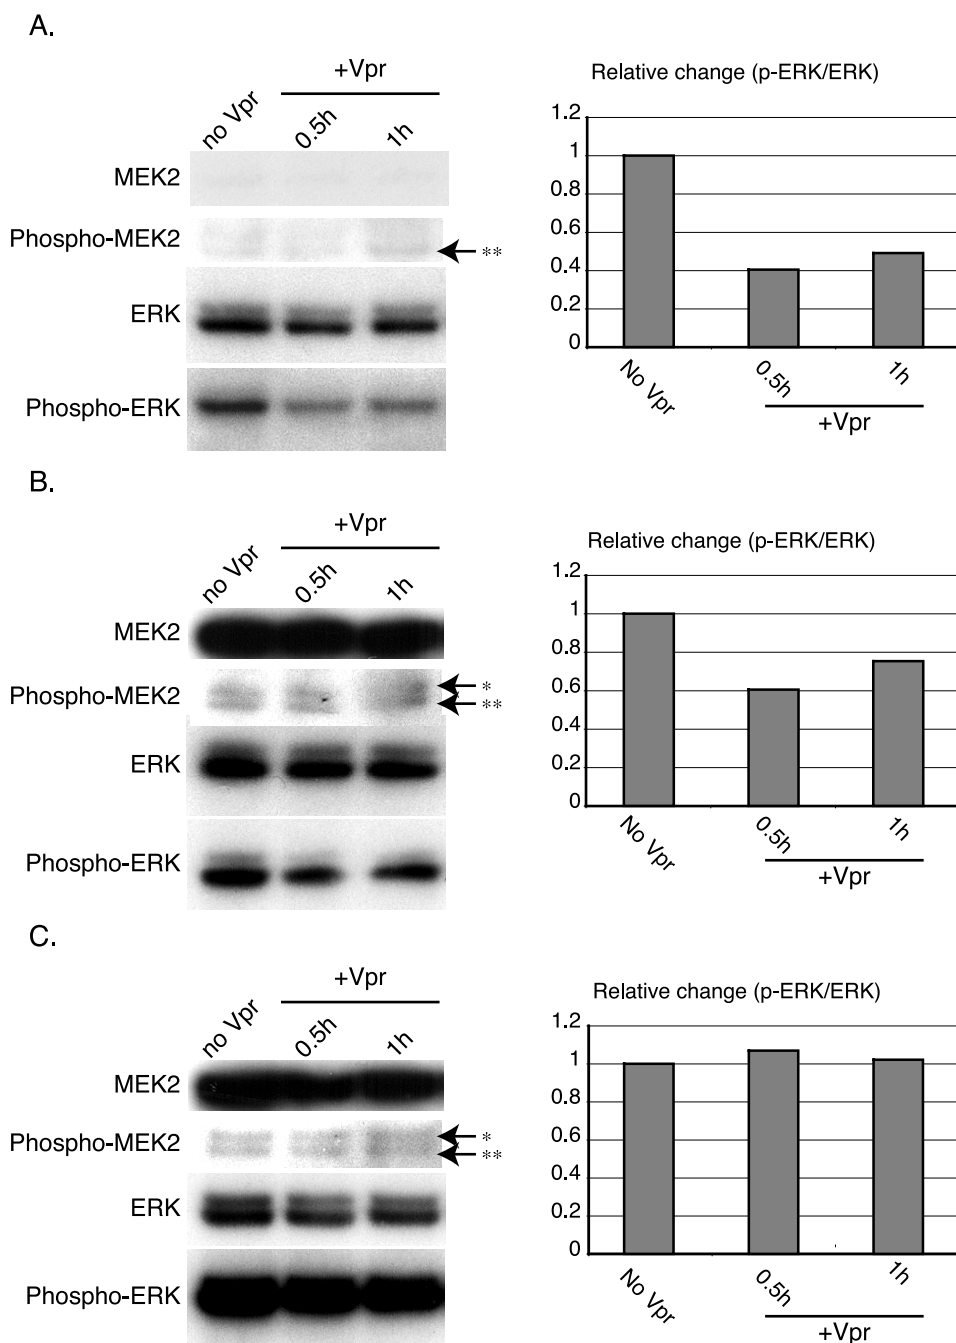 A.
+Vpr
no Vpr 0.5h 1h
MEK2
Phospho-MEK2
**
ERK
Phospho-ERK
Relative change (p-ERK/ERK)
1.2
1
0.8
0.6
0.4
0.2
0
No Vpr 0.5h 1h
+Vpr
B.
+Vpr
no Vpr 0.5h 1h
MEK2
Phospho-MEK2
*
**
ERK
Phospho-ERK
Relative change (p-ERK/ERK)
1.2
1
0.8
0.6
0.4
0.2
0
No Vpr 0.5h 1h
+Vpr
C.
+Vpr
no Vpr 0.5h 1h
MEK2
Phospho-MEK2
*
**
ERK
Phospho-ERK
Relative change (p-ERK/ERK)
1.2
1
0.8
0.6
0.4
0.2
0
No Vpr 0.5h 1h
+Vpr